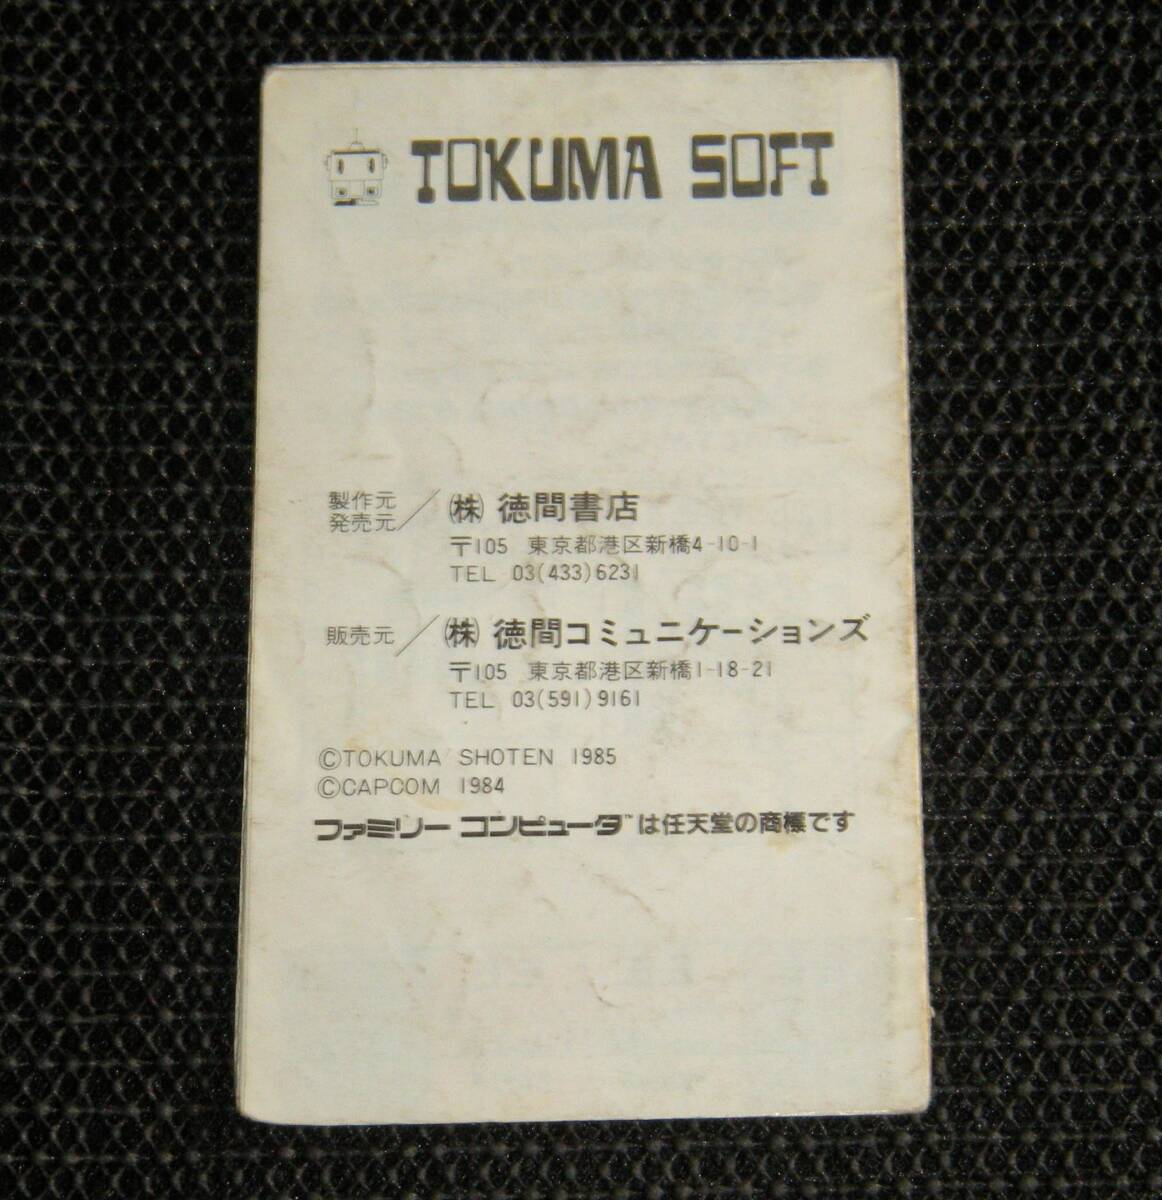 TOKUMA SOFT
製作元
発売元
㈱ 徳間書店
〒105 東京都港区新橋4-10-1
TEL 03(433)6231
販売元
㈱ 徳間コミュニケーションズ
〒105 東京都港区新橋1-18-21
TEL 03(591)9161
©TOKUMA SHOTEN 1985
©CAPCOM 1984
ファミリーコンピュータ™は任天堂の商標です